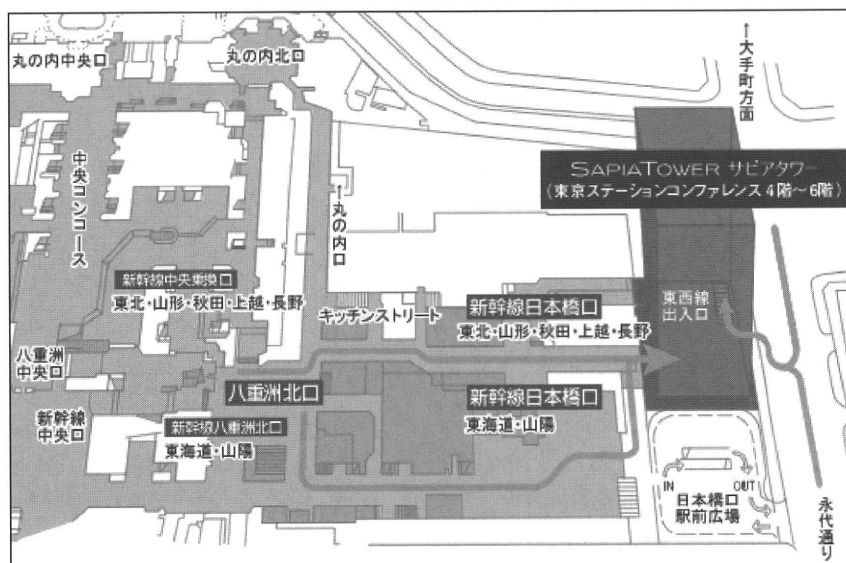 丸の内中央口
丸の内北口
↑大手町方面
SAPIATOWER サピアタワー
(東京ステーションコンファレンス 4階～6階)
中央コンコース
↑丸の内口
新幹線中央乗換口
東北・山形・秋田・上越・長野
キッチンストリート
新幹線日本橋口
東北・山形・秋田・上越・長野
東西線
出入口
八重洲
中央口
八重洲北口
新幹線日本橋口
東海道・山陽
新幹線
中央口
新幹線八重洲北口
東海道・山陽
IN
OUT
日本橋口
駅前広場
永代通り